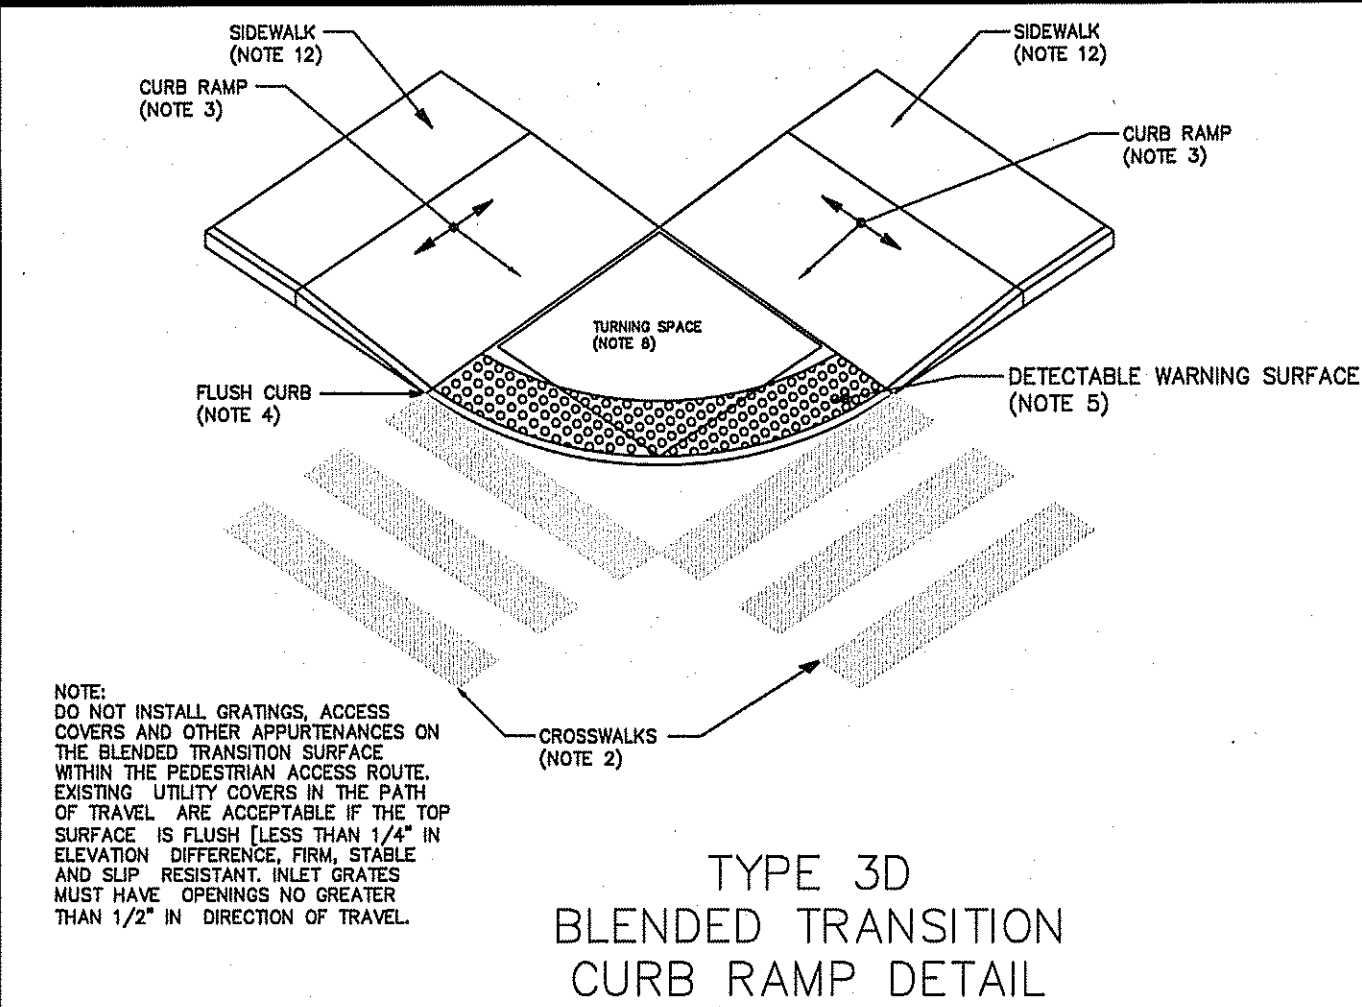 SIDEWALK
(NOTE 12)
SIDEWALK
(NOTE 12)
CURB RAMP
(NOTE 3)
CURB RAMP
(NOTE 3)
TURNING SPACE
(NOTE 8)
FLUSH CURB
(NOTE 4)
DETECTABLE WARNING SURFACE
(NOTE 5)
NOTE:
DO NOT INSTALL GRATINGS, ACCESS
COVERS AND OTHER APPURTENANCES ON
THE BLENDED TRANSITION SURFACE
WITHIN THE PEDESTRIAN ACCESS ROUTE.
EXISTING UTILITY COVERS IN THE PATH
OF TRAVEL ARE ACCEPTABLE IF THE TOP
SURFACE IS FLUSH [LESS THAN 1/4" IN
ELEVATION DIFFERENCE, FIRM, STABLE
AND SLIP RESISTANT. INLET GRATES
MUST HAVE OPENINGS NO GREATER
THAN 1/2" IN DIRECTION OF TRAVEL.
CROSSWALKS
(NOTE 2)
TYPE 3D
BLENDED TRANSITION
CURB RAMP DETAIL